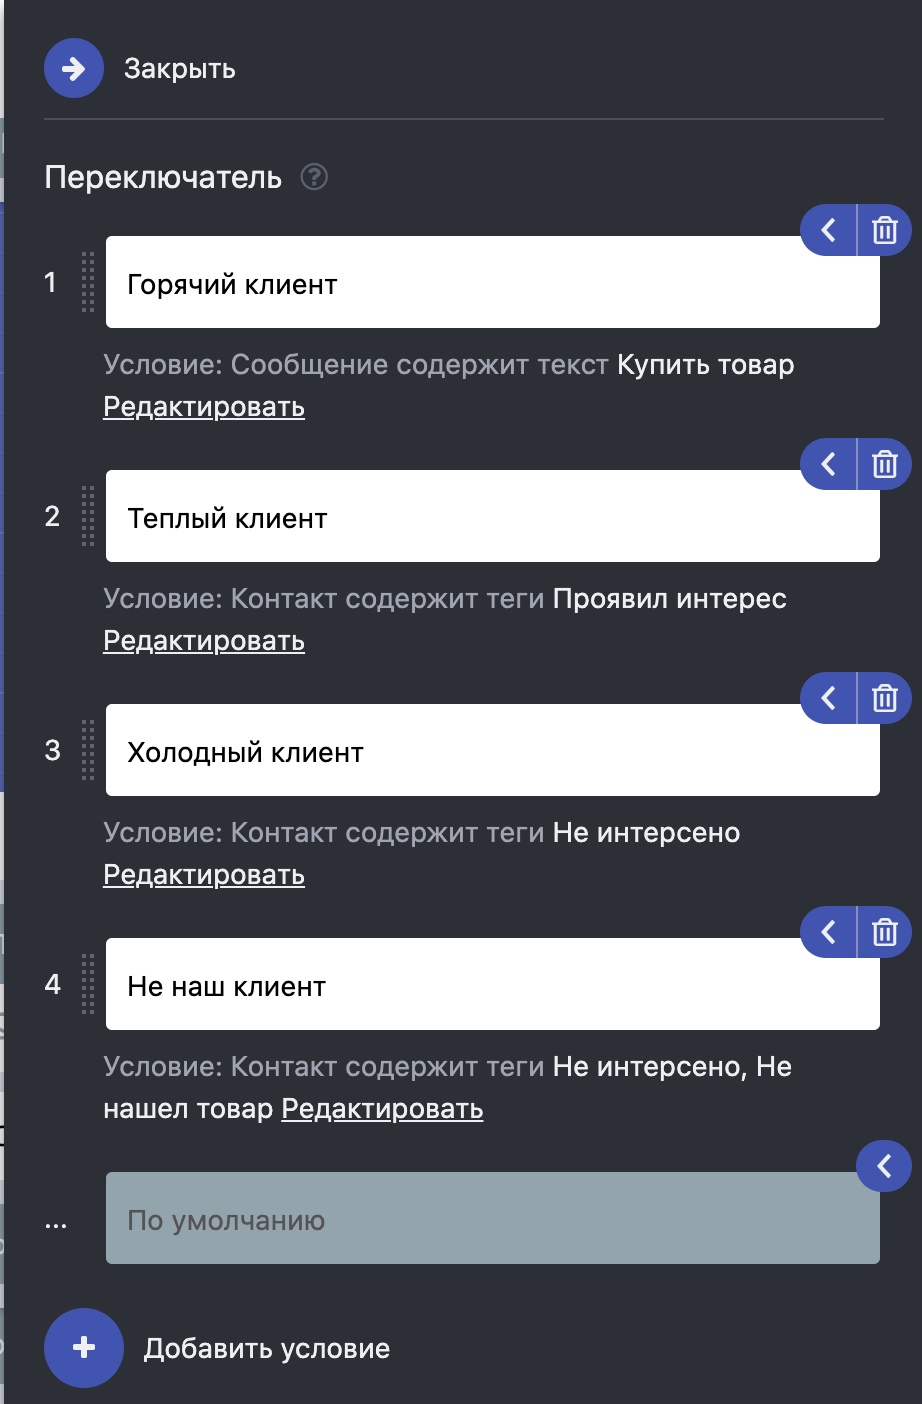 Закрыть
Переключатель ?
1 Горячий клиент
Условие: Сообщение содержит текст Купить товар
Редактировать
2 Теплый клиент
Условие: Контакт содержит теги Проявил интерес
Редактировать
3 Холодный клиент
Условие: Контакт содержит теги Не интерсено
Редактировать
4 Не наш клиент
Условие: Контакт содержит теги Не интерсено, Не
нашел товар Редактировать
... По умолчанию
Добавить условие